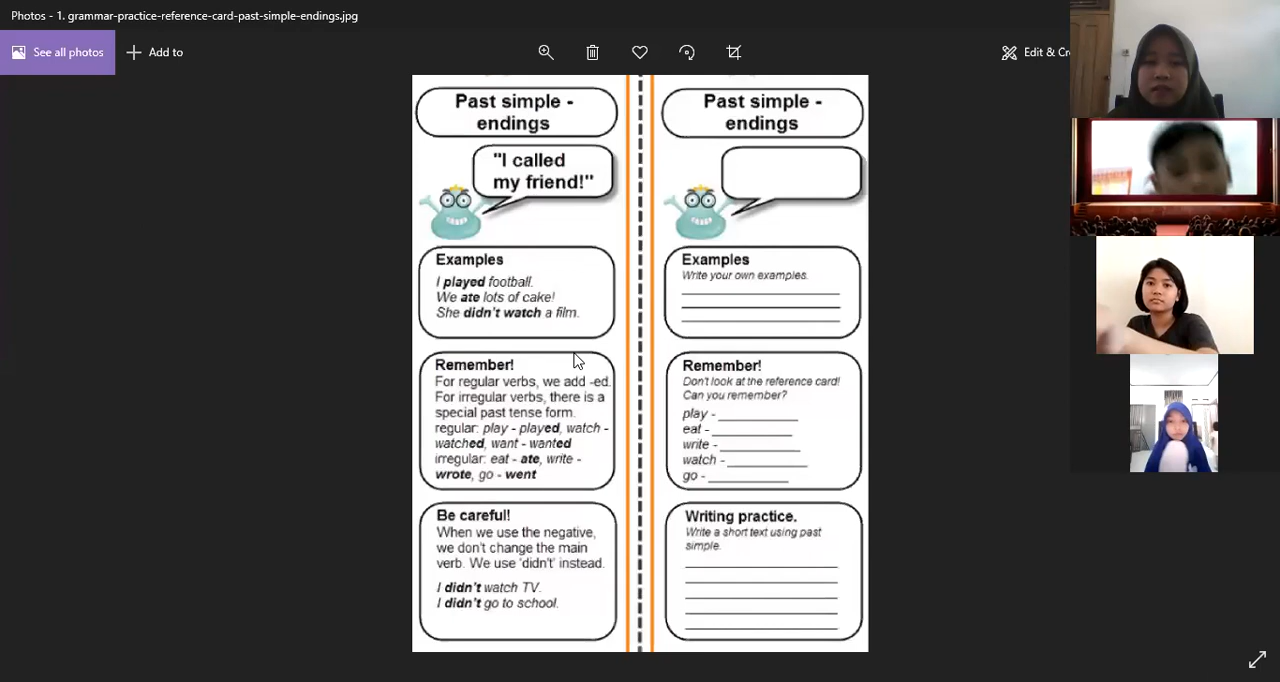 Photos - 1. grammar-practice-reference-card-past-simple-endings.jpg
See all photos
Add to
Edit & Cr
Past simple -
endings
"I called
my friend!"
Examples
I played football.
We ate lots of cake!
She didn't watch a film.
Remember!
For regular verbs, we add -ed.
For irregular verbs, there is a
special past tense form.
regular: play - played, watch -
watched, want - wanted
irregular: eat - ate, write -
wrote, go - went
Be careful!
When we use the negative,
we don't change the main
verb. We use 'didn't' instead.
I didn't watch TV.
I didn't go to school.
Past simple -
endings
Examples
Write your own examples.
Remember!
Don't look at the reference card!
Can you remember?
play -
eat -
write -
watch -
go -
Writing practice.
Write a short text using past
simple.